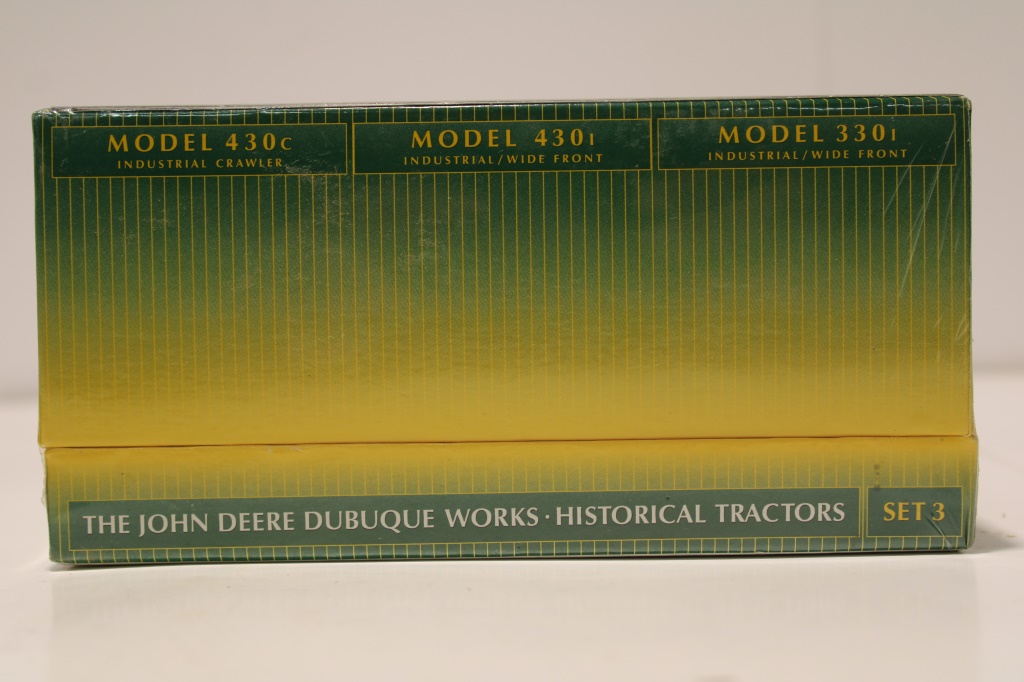 MODEL 430C
INDUSTRIAL CRAWLER
MODEL 430I
INDUSTRIAL/WIDE FRONT
MODEL 330I
INDUSTRIAL/WIDE FRONT
THE JOHN DEERE DUBUQUE WORKS · HISTORICAL TRACTORS
SET 3